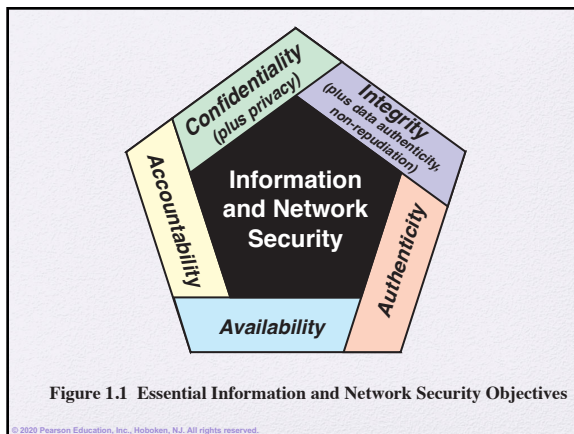 Confidentiality
(plus privacy)
Integrity
(plus data authenticity,
non-repudiation)
Accountability
Information
and Network
Security
Authenticity
Availability
Figure 1.1 Essential Information and Network Security Objectives
© 2020 Pearson Education, Inc., Hoboken, NJ. All rights reserved.